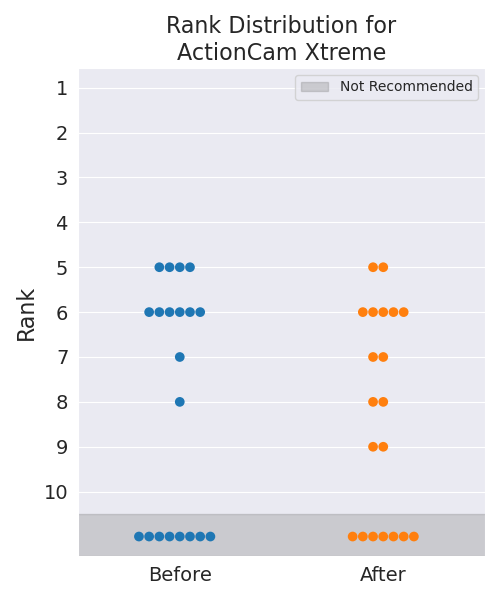 Rank Distribution for
ActionCam Xtreme
Not Recommended
Rank
1
2
3
4
5
6
7
8
9
10
Before
After